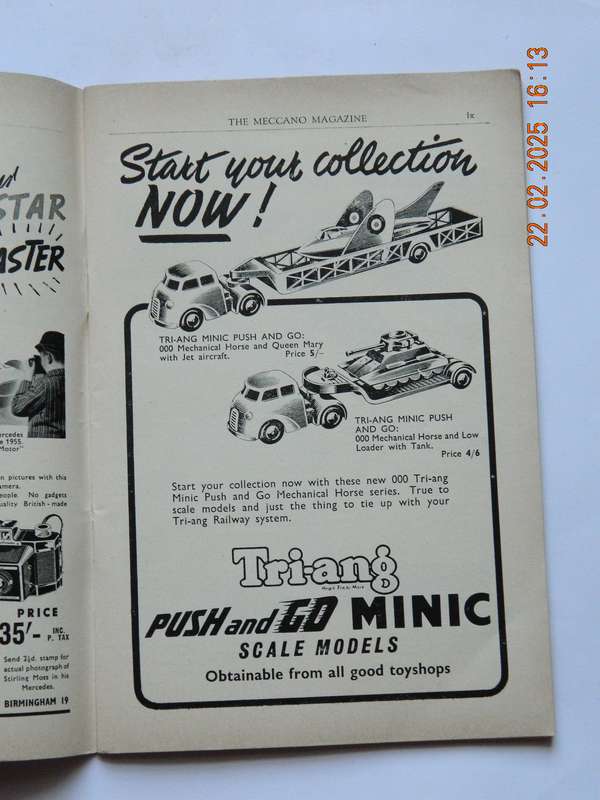 STAR
ASTER
ercedes
e 1955.
Motor"
n pictures with this
amera.
eople. No gadgets
uality British-made
PRICE
35'- INC.
P. TAX
Send 2½d. stamp for
actual photograph of
Stirling Moss in his
Mercedes.
BIRMINGHAM 19
THE MECCANO MAGAZINE
ix
Start your collection
NOW!
TRI-ANG MINIC PUSH AND GO:
000 Mechanical Horse and Queen Mary
with Jet aircraft. Price 5/-
TRI-ANG MINIC PUSH
AND GO:
000 Mechanical Horse and Low
Loader with Tank.
Price 4/6
Start your collection now with these new 000 Tri-ang
Minic Push and Go Mechanical Horse series. True to
scale models and just the thing to tie up with your
Tri-ang Railway system.
Tri-ang
PUSH and GO MINIC
SCALE MODELS
Obtainable from all good toyshops
22.02.2025 16:13